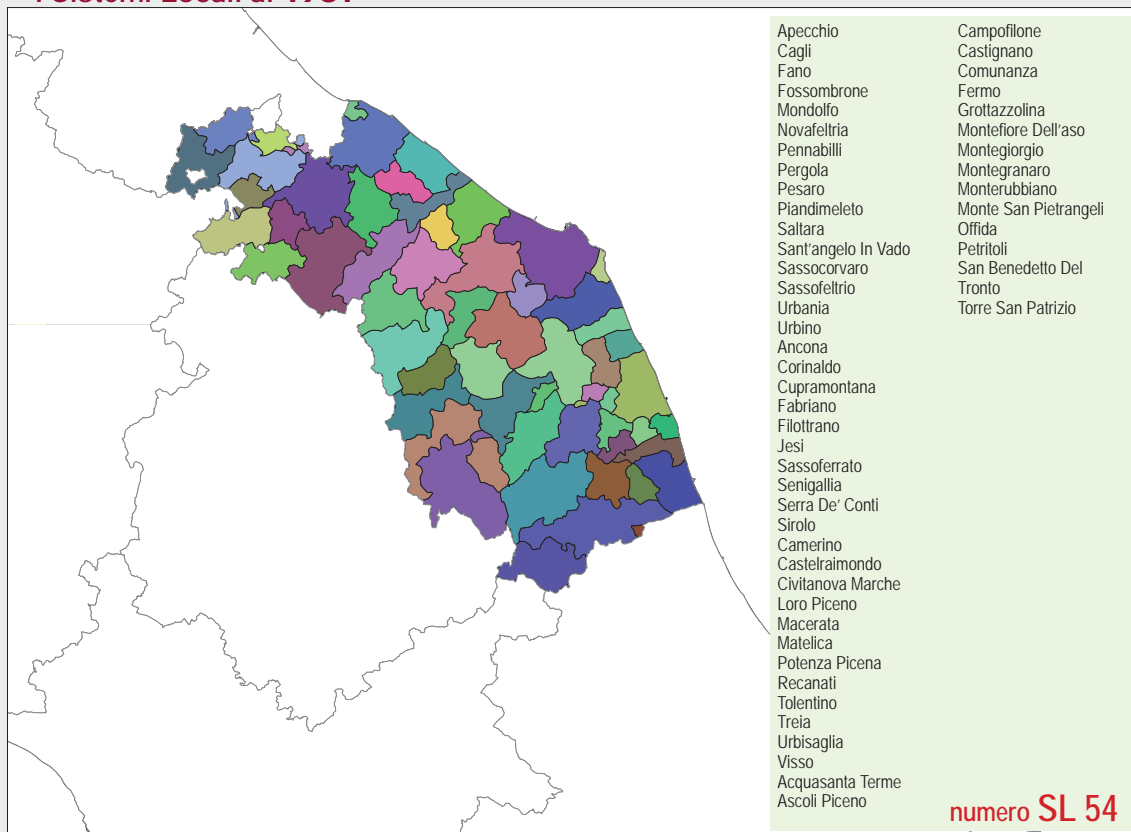 Apecchio
Cagli
Fano
Fossombrone
Mondolfo
Novafeltria
Pennabilli
Pergola
Pesaro
Piandimeleto
Saltara
Sant'angelo In Vado
Sassocorvaro
Sassofeltrio
Urbania
Urbino
Ancona
Corinaldo
Cupramontana
Fabriano
Filottrano
Jesi
Sassoferrato
Senigallia
Serra De' Conti
Sirolo
Camerino
Castelraimondo
Civitanova Marche
Loro Piceno
Macerata
Matelica
Potenza Picena
Recanati
Tolentino
Treia
Urbisaglia
Visso
Acquasanta Terme
Ascoli Piceno
Campofilone
Castignano
Comunanza
Fermo
Grottazzolina
Montefiore Dell'aso
Montegiorgio
Montegranaro
Monterubbiano
Monte San Pietrangeli
Offida
Petritoli
San Benedetto Del
Tronto
Torre San Patrizio
numero SL 54